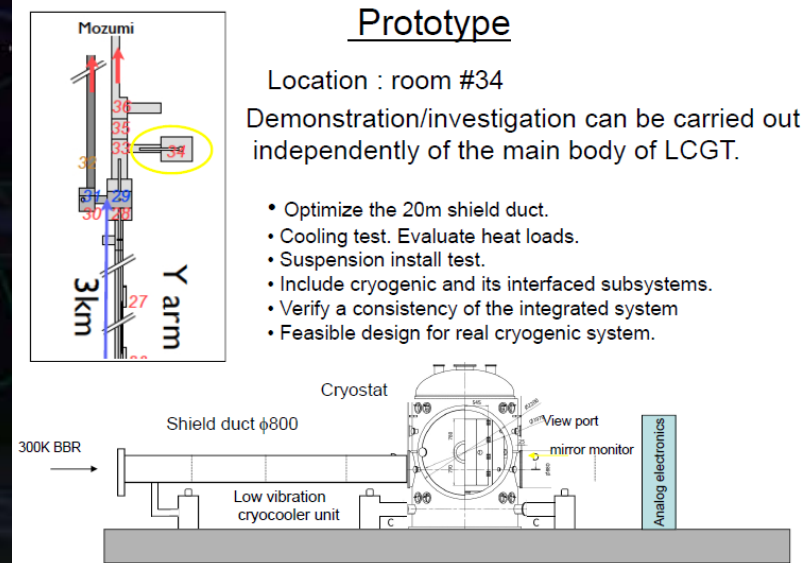 Prototype
Mozumi
Location : room #34
Demonstration/investigation can be carried out
independently of the main body of LCGT.
36
35
33
34
31
29
30
28
27
3km
Y arm
• Optimize the 20m shield duct.
• Cooling test. Evaluate heat loads.
• Suspension install test.
• Include cryogenic and its interfaced subsystems.
• Verify a consistency of the integrated system
• Feasible design for real cryogenic system.
Cryostat
Shield duct ϕ800
View port
300K BBR
mirror monitor
Low vibration
cryocooler unit
Analog electronics
C
C
545